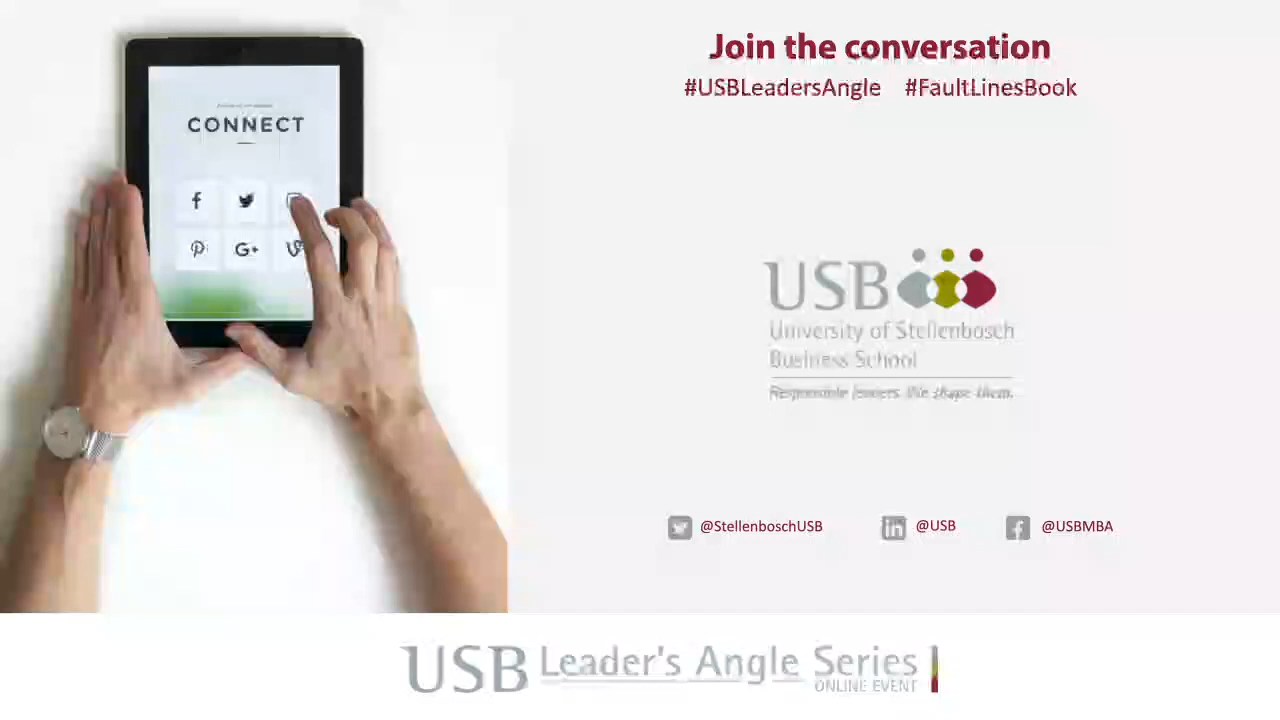 CONNECT
G+
Join the conversation
#USBLeadersAngle #FaultLinesBook
USB
University of Stellenbosch
Business School
Responsible leaders. We shape them.
@StellenboschUSB
in @USB
@USBMBA
USB Leader's Angle Series
ONLINE EVENT